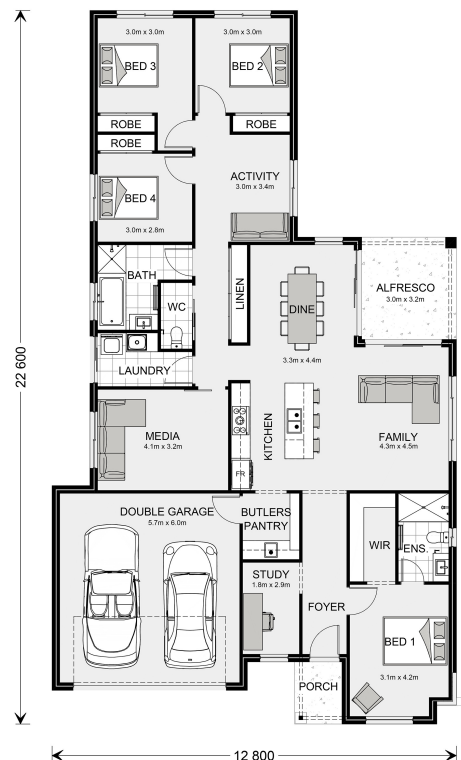 3.0m x 3.0m
3.0m x 3.0m
BED 3
BED 2
ROBE
ROBE
ROBE
ACTIVITY
3.0m x 3.4m
BED 4
3.0m x 2.8m
BATH
LINEN
DINE
ALFRESCO
3.0m x 3.2m
WC
22 600
3.3m x 4.4m
LAUNDRY
MEDIA
4.1m x 3.2m
KITCHEN
FAMILY
4.3m x 4.5m
FR
DOUBLE GARAGE
5.7m x 6.0m
BUTLERS
PANTRY
WIR
ENS.
STUDY
1.8m x 2.9m
FOYER
BED 1
3.1m x 4.2m
PORCH
12 800